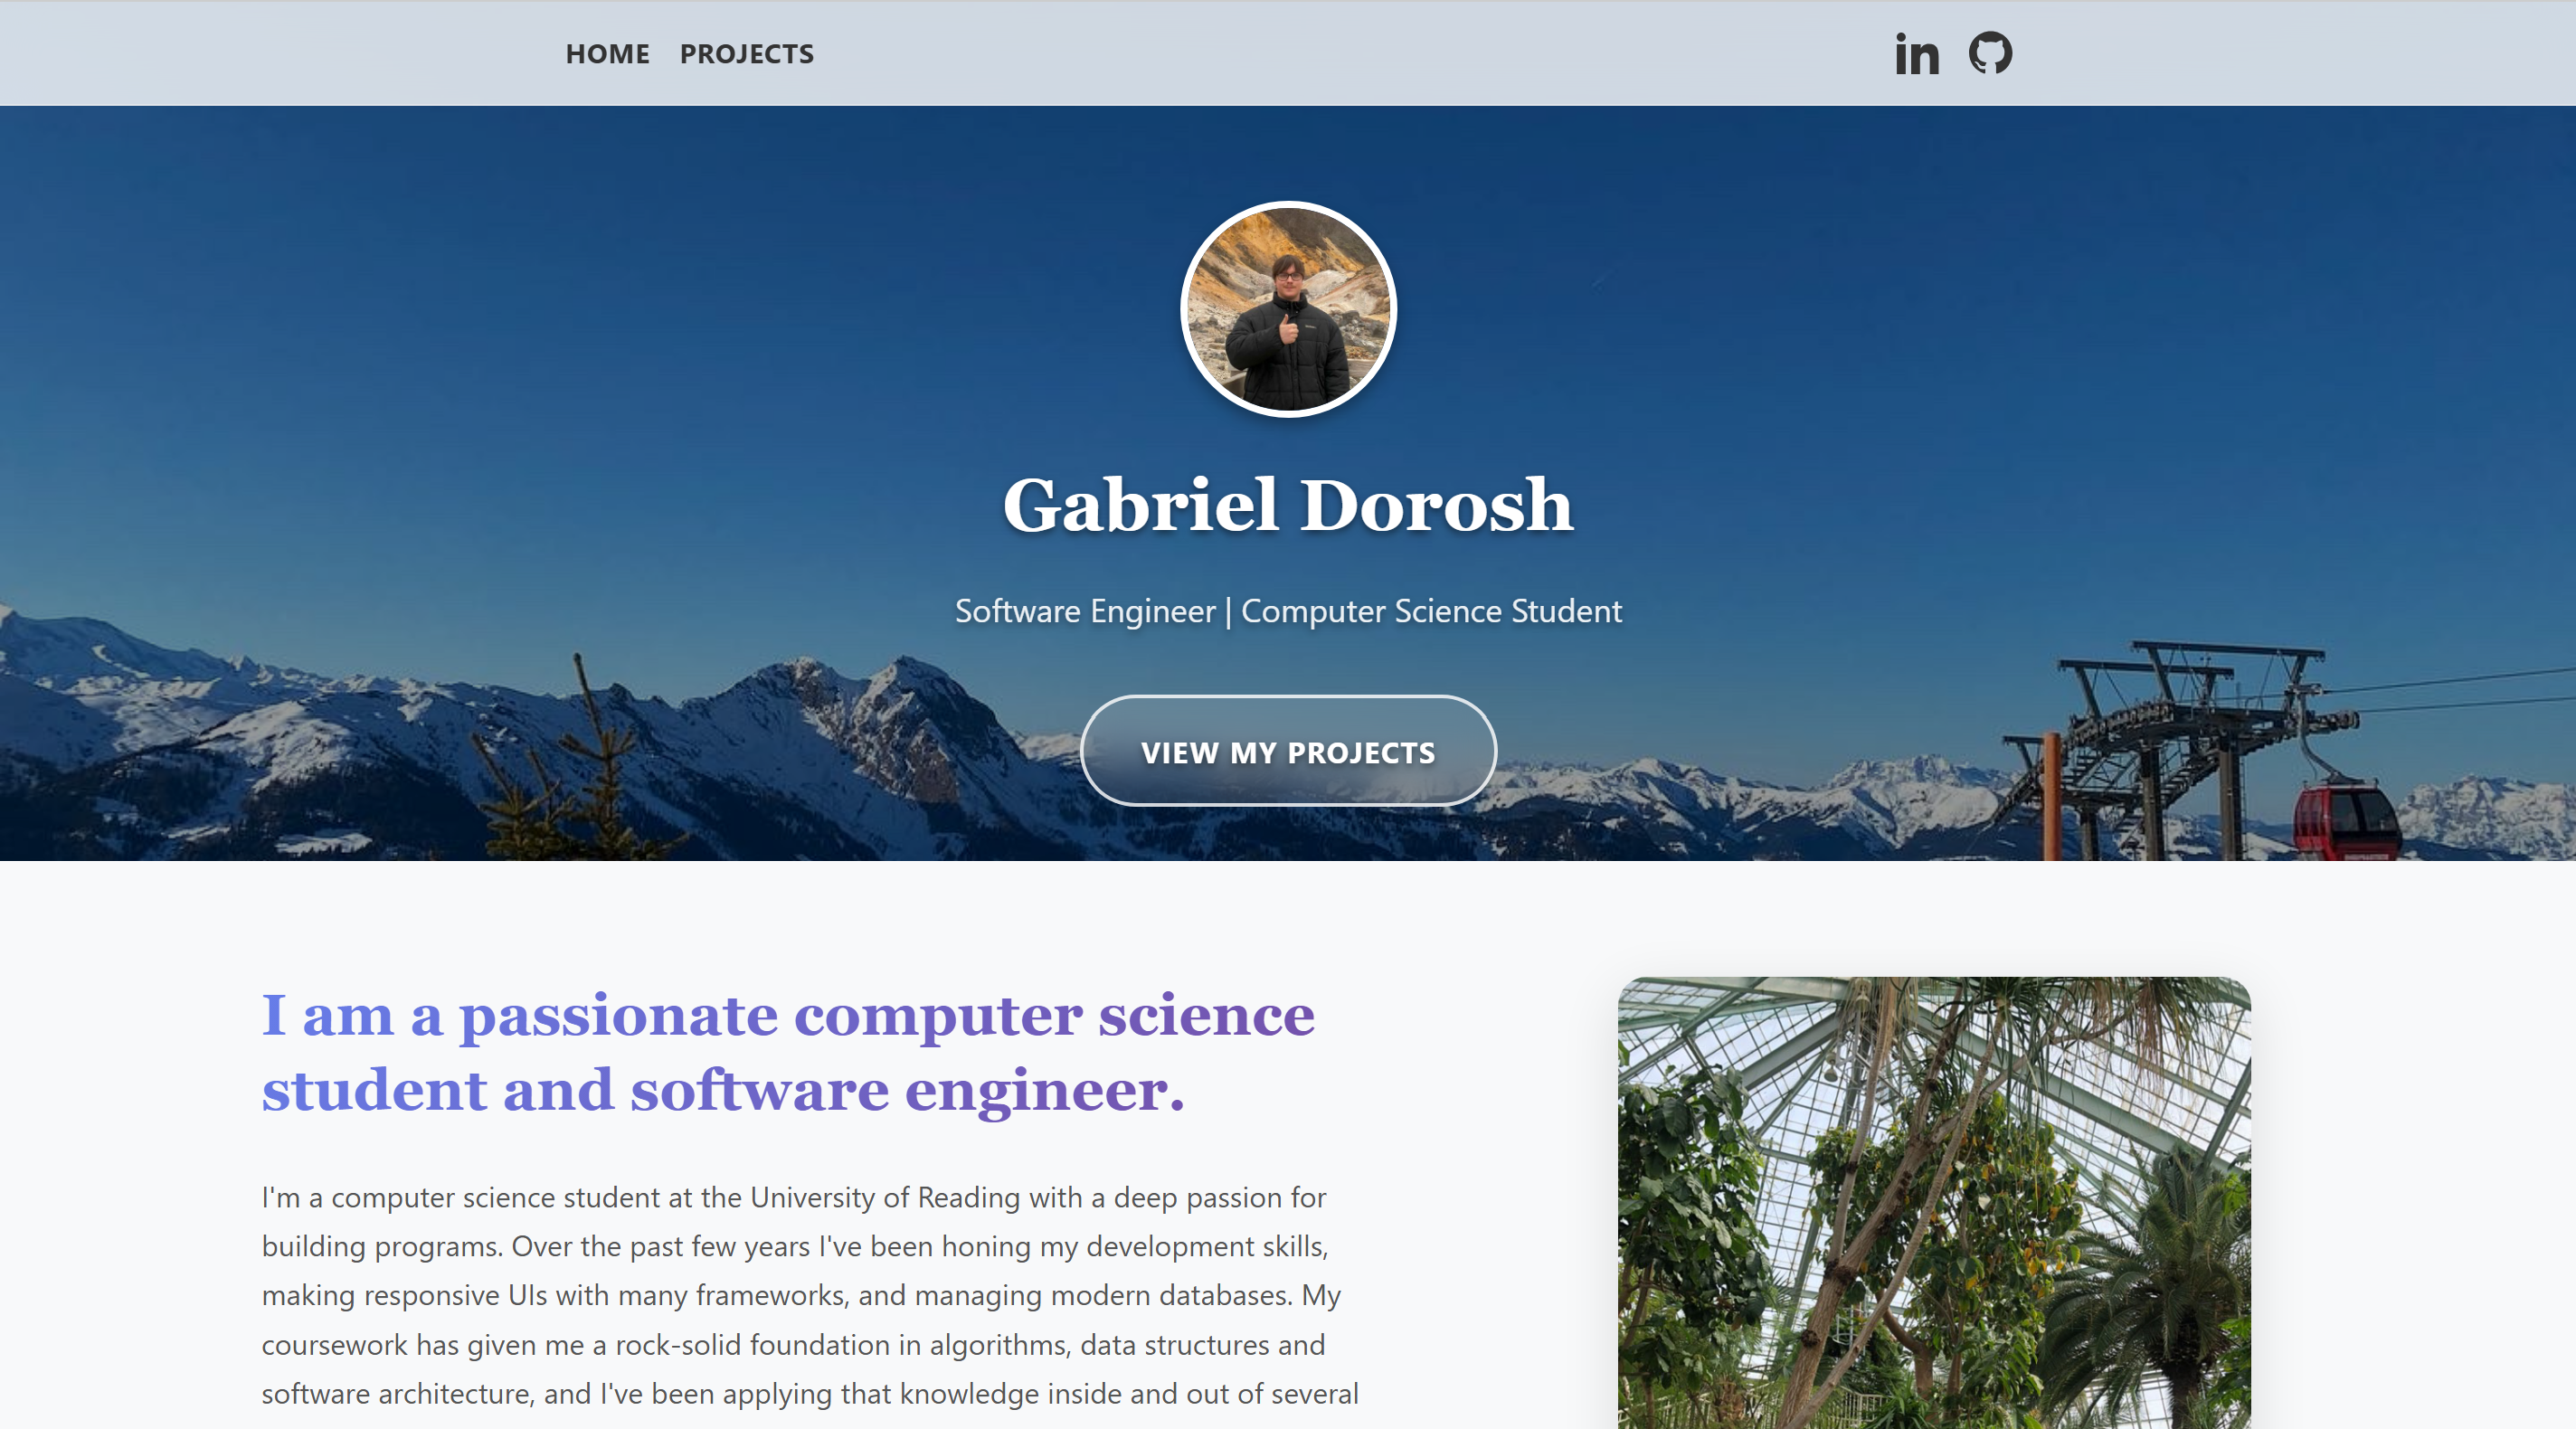 HOME PROJECTS in
Gabriel Dorosh
Software Engineer | Computer Science Student
VIEW MY PROJECTS
I am a passionate computer science
student and software engineer.
I'm a computer science student at the University of Reading with a deep passion for
building programs. Over the past few years I've been honing my development skills,
making responsive UIs with many frameworks, and managing modern databases. My
coursework has given me a rock-solid foundation in algorithms, data structures and
software architecture, and I've been applying that knowledge inside and out of several